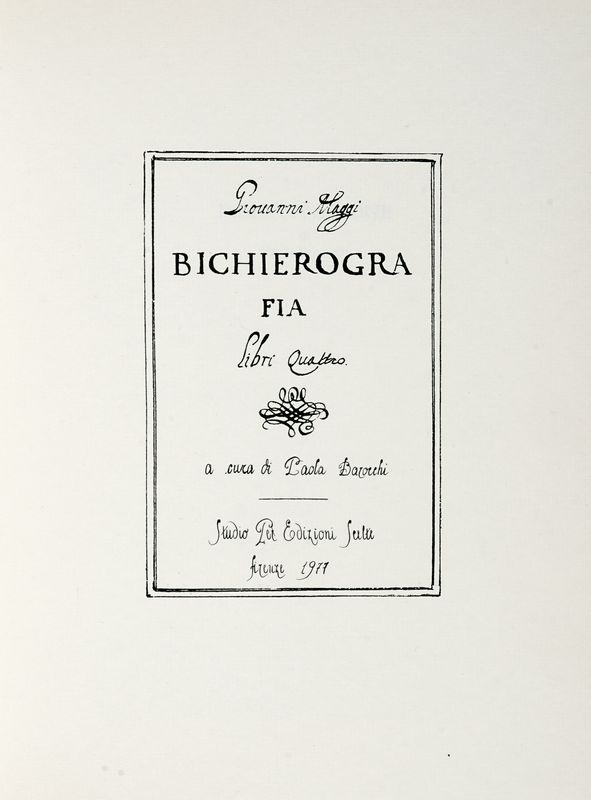 Giovanni Maggi
BICHIEROGRA
FIA
Libri Quattro.
a cura di Paola Barocchi
Studio Per Edizioni Scelte
firenze 1977